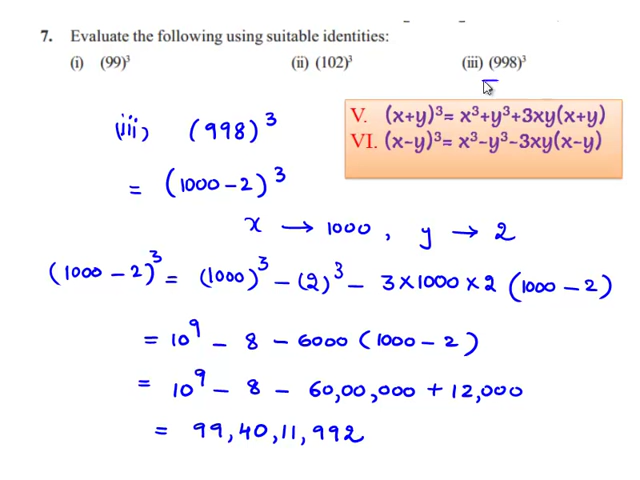 7. Evaluate the following using suitable identities:
(i) (99)³ (ii) (102)³ (iii) (998)³
(iii) (998)³
V. (x+y)³= x³+y³+3xy(x+y)
VI. (x-y)³= x³-y³-3xy(x-y)
= (1000-2)³
x → 1000, y → 2
(1000-2)³ = (1000)³ - (2)³ - 3×1000×2 (1000-2)
= 10⁹ - 8 - 6000 (1000-2)
= 10⁹ - 8 - 60,00,000 + 12,000
= 99,40,11,992